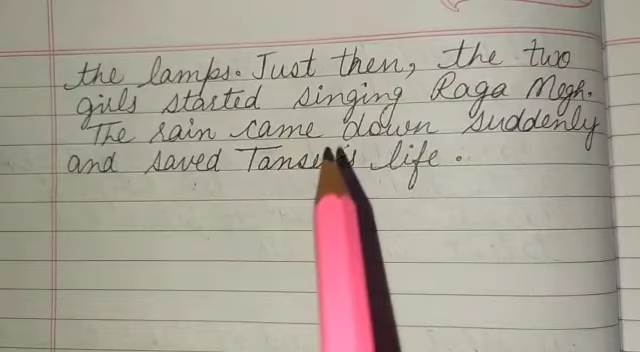 the lamps. Just then, the two
girls started singing Raga Megh.
The rain came down suddenly
and saved life.